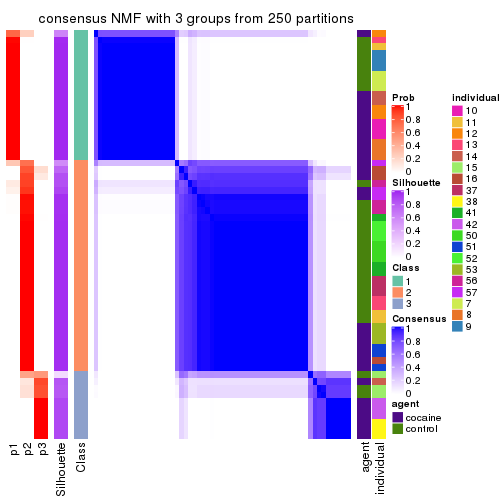 consensus NMF with 3 groups from 250 partitions
Prob
1
0.8
0.6
0.4
0.2
0
Silhouette
1
0.8
0.6
0.4
0.2
0
Class
1
2
3
Consensus
1
0.8
0.6
0.4
0.2
0
agent
cocaine
control
individual
10
11
12
13
14
15
16
37
38
41
42
50
51
52
53
56
57
7
8
9
p1
p2
p3
Silhouette
Class
agent
individual